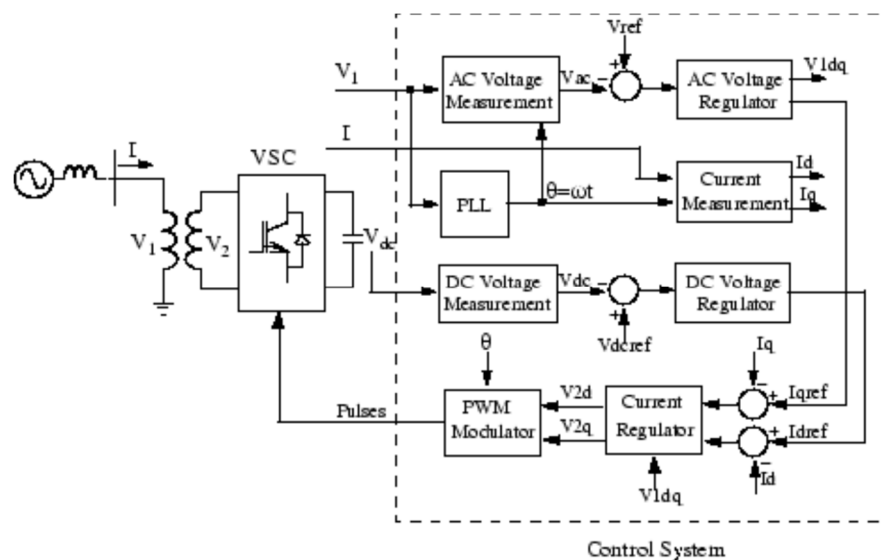 Vref
V1
AC Voltage
Measurement
Vac
+
−
AC Voltage
Regulator
V1dq
I
VSC
I
PLL
θ=ωt
Current
Measurement
Id
Iq
V1
V2
Vdc
DC Voltage
Measurement
Vdc
−
+
Vdcref
DC Voltage
Regulator
θ
Iq
−
+
Iqref
Pulses
PWM
Modulator
V2d
V2q
Current
Regulator
+
Idref
−
Id
V1dq
Control System